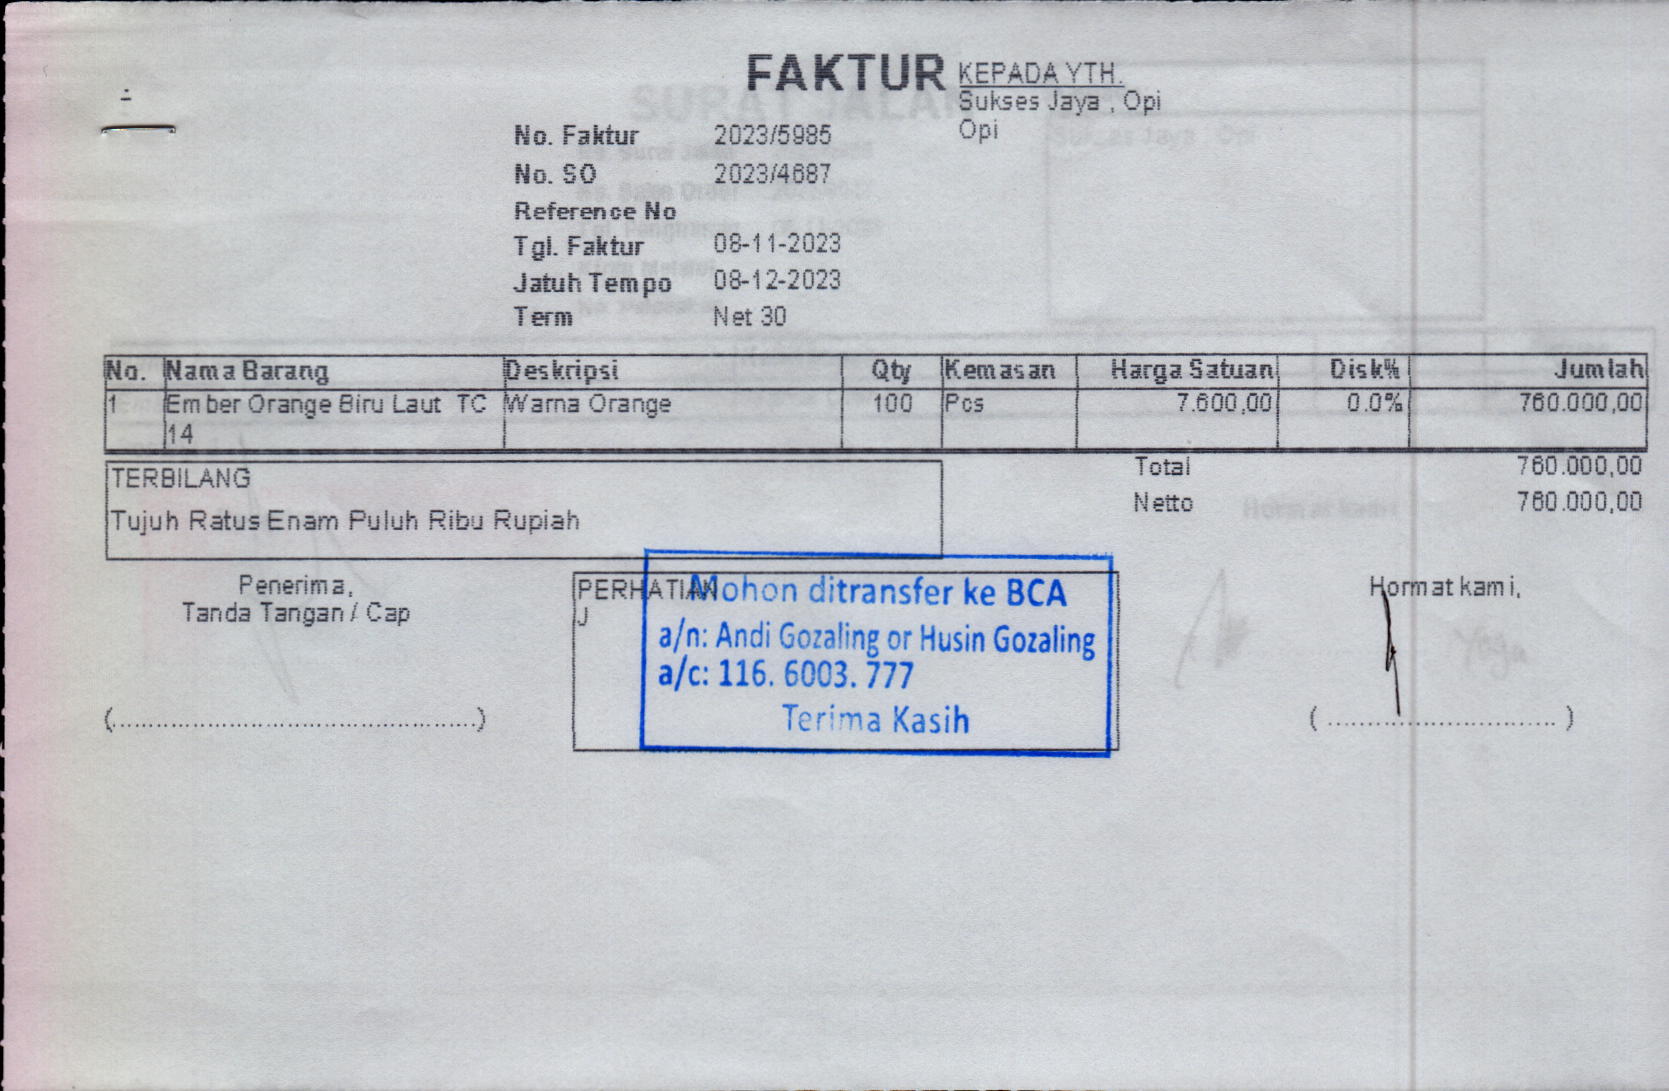 FAKTUR
KEPADA YTH.
Sukses Jaya , Opi
Opi
No. Faktur 2023/5985
No. SO 2023/4687
Reference No
Tgl. Faktur 08-11-2023
Jatuh Tempo 08-12-2023
Term Net 30
No. Nama Barang Deskripsi Qty Kemasan Harga Satuan Disk% Jumlah
1 Ember Orange Biru Laut TC Warna Orange 100 Pcs 7.600,00 0.0% 760.000,00
14
Total 760.000,00
Netto 760.000,00
TERBILANG
Tujuh Ratus Enam Puluh Ribu Rupiah
Penerima,
Tanda Tangan / Cap
(..............................................)
PERHATIAN
J
Mohon ditransfer ke BCA
a/n: Andi Gozaling or Husin Gozaling
a/c: 116. 6003. 777
Terima Kasih
Hormat kami,
Yoga
( ............................. )